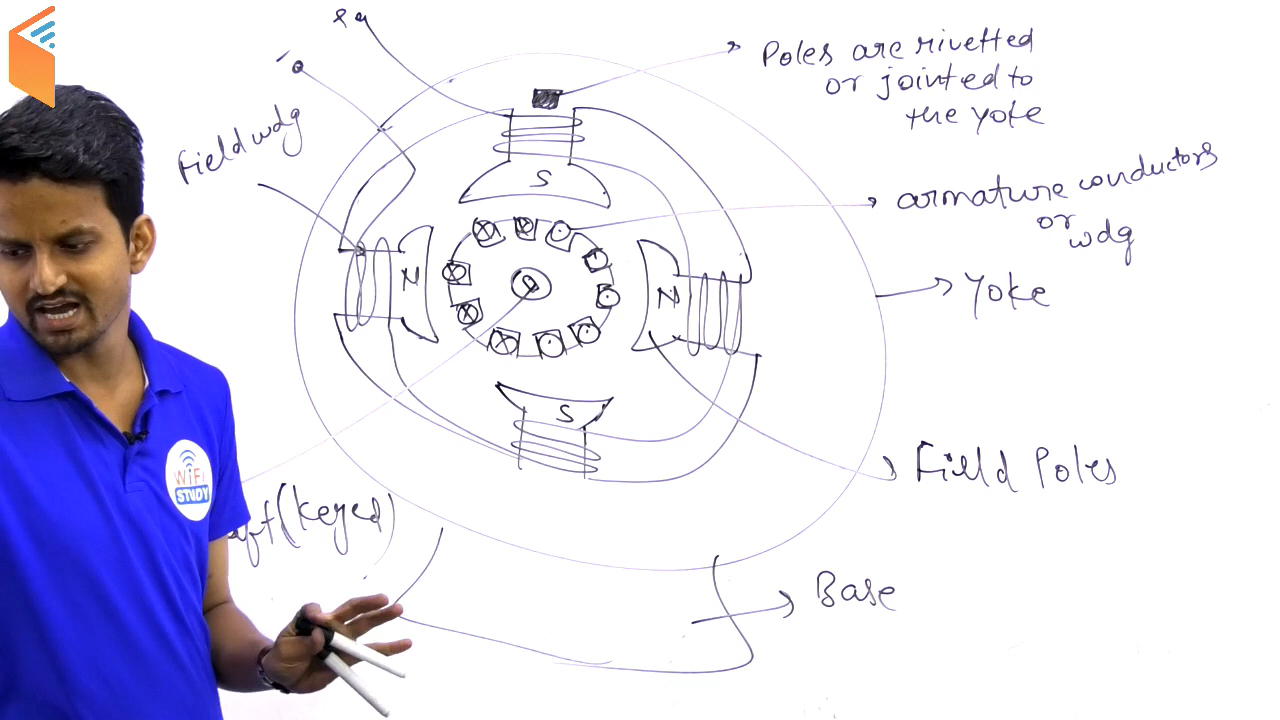 Poles are rivetted
or jointed to
the Yoke
Field wdg
S
armature conductors
or
wdg
N
N
Yoke
S
Field Poles
WiFi
STUDY
(Keyed)
Base